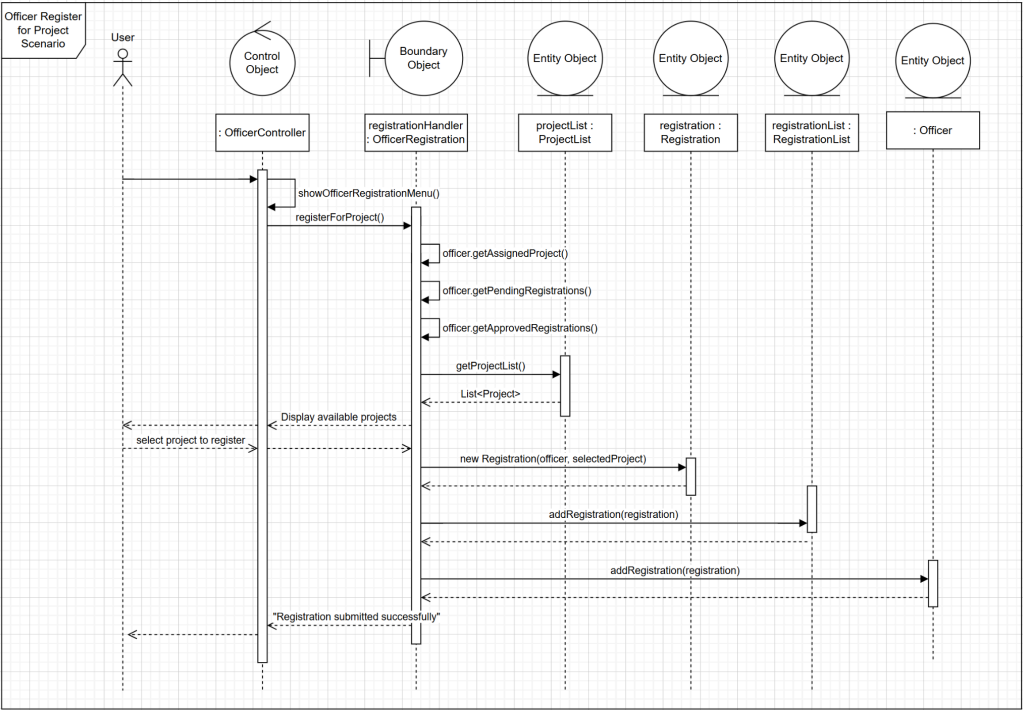 Officer Register
for Project
Scenario
User
Control
Object
Boundary
Object
Entity Object
Entity Object
Entity Object
Entity Object
: OfficerController
registrationHandler
: OfficerRegistration
projectList :
ProjectList
registration :
Registration
registrationList :
RegistrationList
: Officer
showOfficerRegistrationMenu()
registerForProject()
officer.getAssignedProject()
officer.getPendingRegistrations()
officer.getApprovedRegistrations()
getProjectList()
List<Project>
Display available projects
select project to register
new Registration(officer, selectedProject)
addRegistration(registration)
addRegistration(registration)
"Registration submitted successfully"